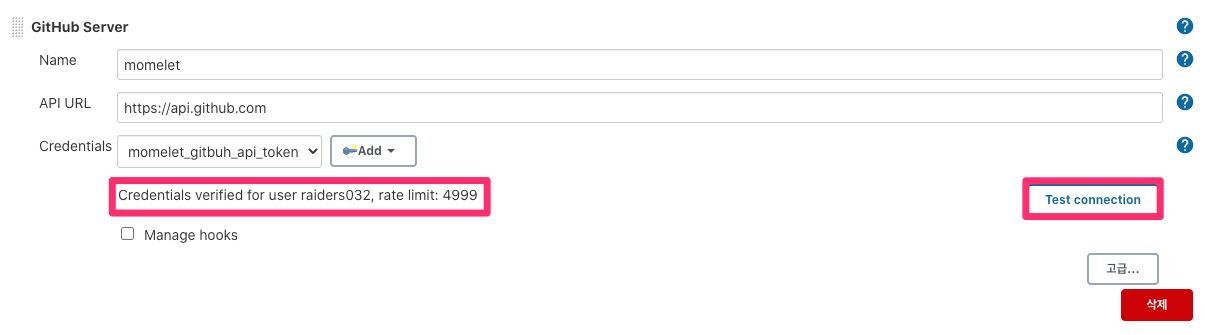 GitHub Server
?
Name
momelet
?
API URL
https://api.github.com
?
Credentials
momelet_gitbuh_api_token
Add
?
Credentials verified for user raiders032, rate limit: 4999
Test connection
Manage hooks
고급...
삭제